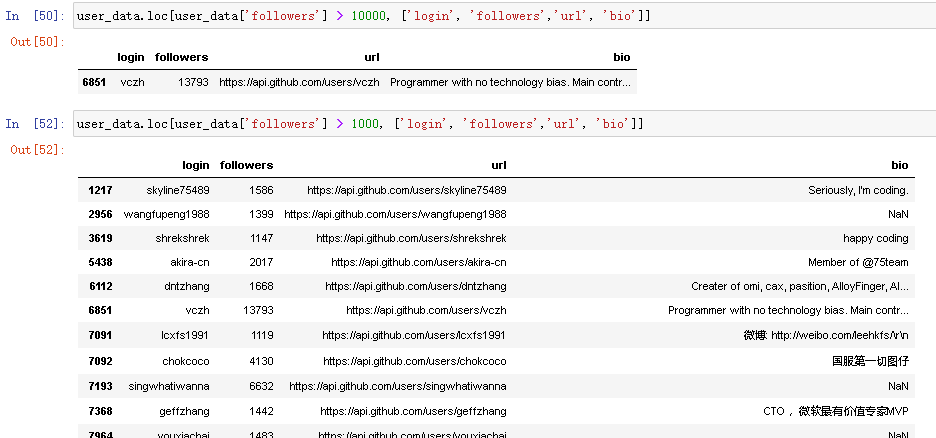 In [50]: user_data.loc[user_data['followers'] > 10000, ['login', 'followers','url', 'bio']]
Out[50]:
login followers url bio
6851 vczh 13793 https://api.github.com/users/vczh Programmer with no technology bias. Main contr...
In [52]: user_data.loc[user_data['followers'] > 1000, ['login', 'followers','url', 'bio']]
Out[52]:
login followers url bio
1217 skyline75489 1586 https://api.github.com/users/skyline75489 Seriously, I'm coding.
2956 wangfupeng1988 1399 https://api.github.com/users/wangfupeng1988 NaN
3619 shrekshrek 1147 https://api.github.com/users/shrekshrek happy coding
5438 akira-cn 2017 https://api.github.com/users/akira-cn Member of @75team
6112 dntzhang 1668 https://api.github.com/users/dntzhang Creater of omi, cax, pasition, AlloyFinger, Al...
6851 vczh 13793 https://api.github.com/users/vczh Programmer with no technology bias. Main contr...
7091 lcxfs1991 1119 https://api.github.com/users/lcxfs1991 微博: http://weibo.com/leehkfs/\r\n
7092 chokcoco 4130 https://api.github.com/users/chokcoco 国服第一切图仔
7193 singwhatiwanna 6632 https://api.github.com/users/singwhatiwanna NaN
7368 geffzhang 1442 https://api.github.com/users/geffzhang CTO ，微软最有价值专家MVP
7964 youxiachai 1483 https://api.github.com/users/youxiachai NaN